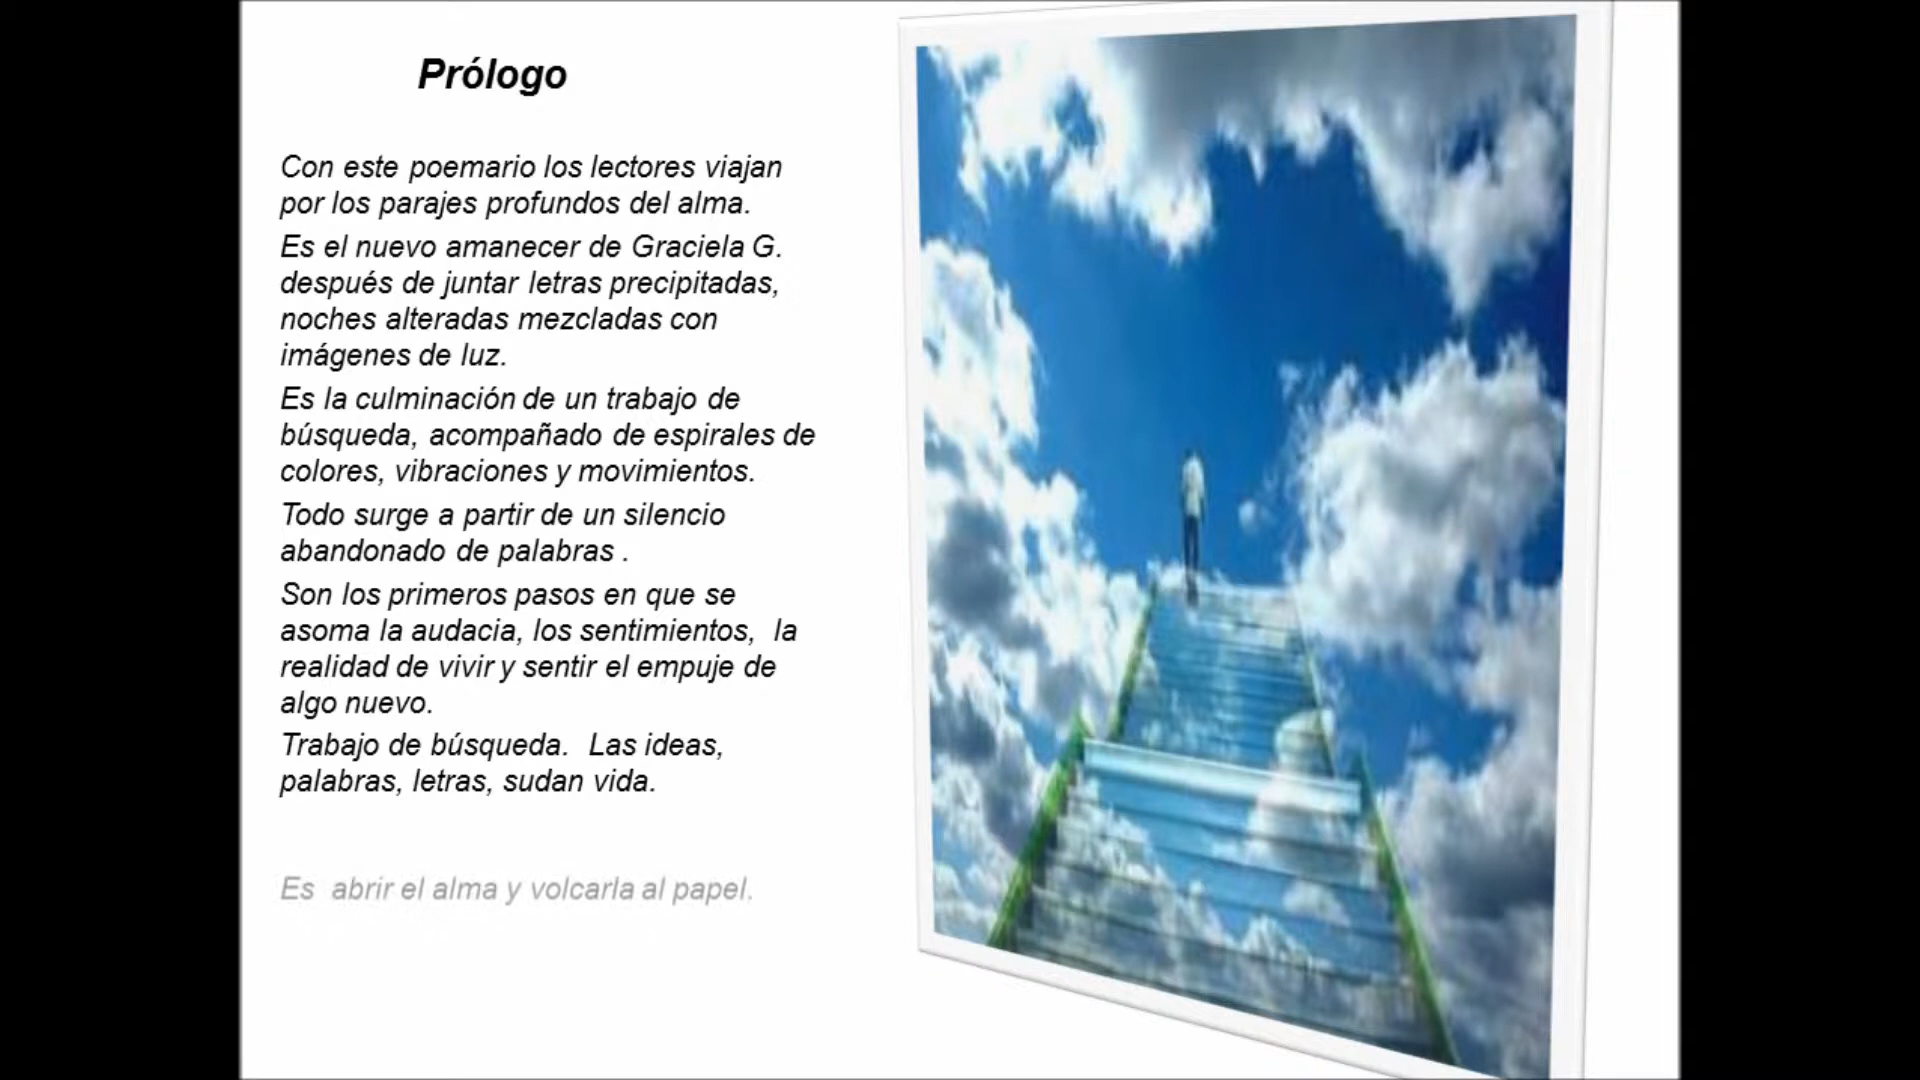 Prólogo
Con este poemario los lectores viajan
por los parajes profundos del alma.
Es el nuevo amanecer de Graciela G.
después de juntar letras precipitadas,
noches alteradas mezcladas con
imágenes de luz.
Es la culminación de un trabajo de
búsqueda, acompañado de espirales de
colores, vibraciones y movimientos.
Todo surge a partir de un silencio
abandonado de palabras .
Son los primeros pasos en que se
asoma la audacia, los sentimientos,  la
realidad de vivir y sentir el empuje de
algo nuevo.
Trabajo de búsqueda.  Las ideas,
palabras, letras, sudan vida.
Es  abrir el alma y volcarla al papel.